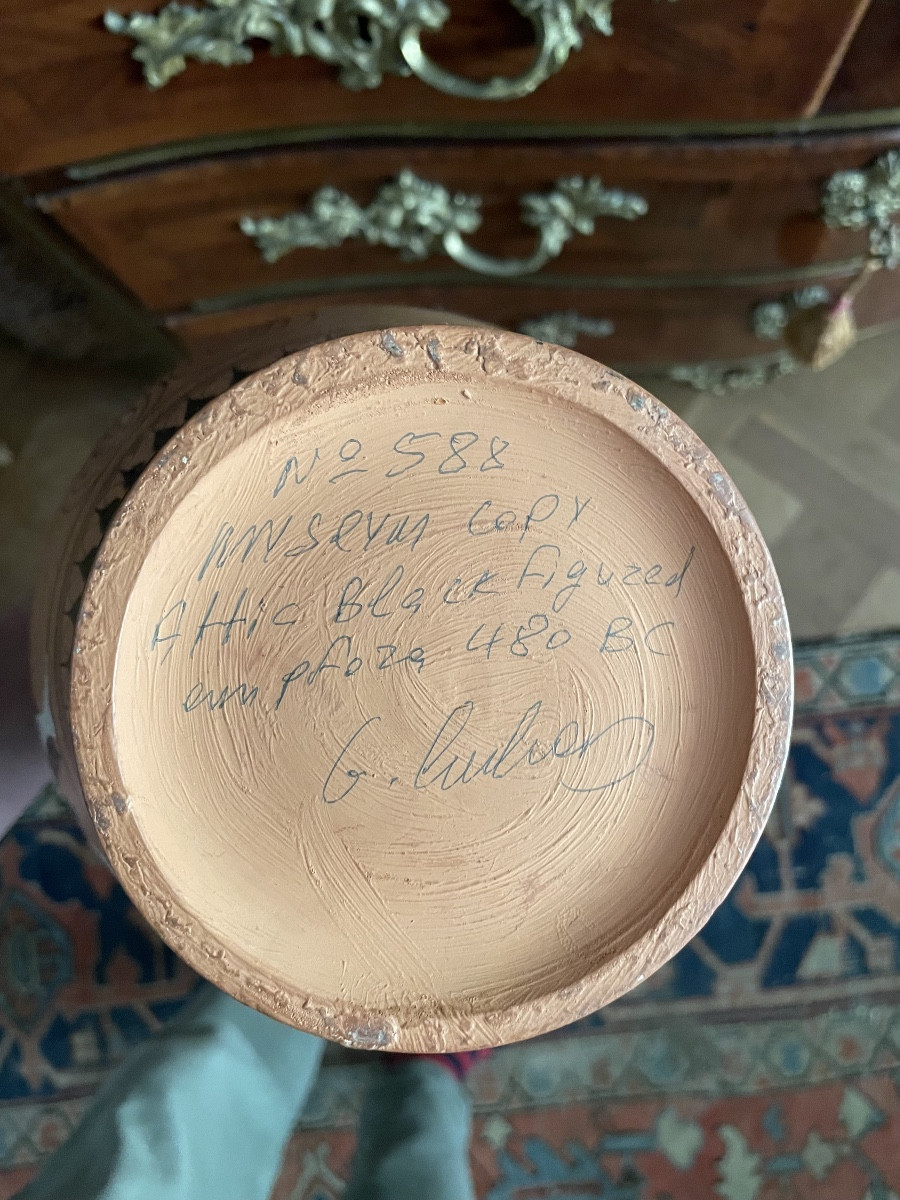 Nº 588
Museum Copy
Attic Black Figured
amphora 480 BC
G.